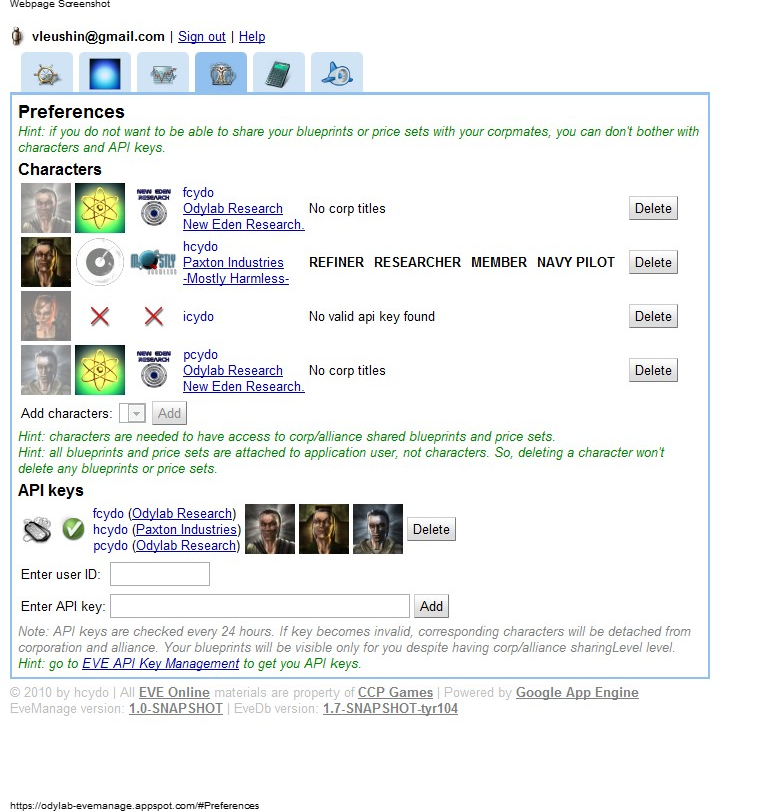 Webpage Screenshot
vleushin@gmail.com | Sign out | Help
Preferences
Hint: if you do not want to be able to share your blueprints or price sets with your corpmates, you can don't bother with
characters and API keys.
Characters
NEW EDEN
RESEARCH
fcydo
Odylab Research
New Eden Research.
No corp titles
Delete
MOSTLY
HARMLESS
hcydo
Paxton Industries
-Mostly Harmless-
REFINER RESEARCHER MEMBER NAVY PILOT
Delete
icydo
No valid api key found
Delete
NEW EDEN
RESEARCH
pcydo
Odylab Research
New Eden Research.
No corp titles
Delete
Add characters: Add
Hint: characters are needed to have access to corp/alliance shared blueprints and price sets.
Hint: all blueprints and price sets are attached to application user, not characters. So, deleting a character won't
delete any blueprints or price sets.
API keys
fcydo (Odylab Research)
hcydo (Paxton Industries)
pcydo (Odylab Research)
Delete
Enter user ID:
Enter API key: Add
Note: API keys are checked every 24 hours. If key becomes invalid, corresponding characters will be detached from
corporation and alliance. Your blueprints will be visible only for you despite having corp/alliance sharingLevel level.
Hint: go to EVE API Key Management to get you API keys.
© 2010 by hcydo | All EVE Online materials are property of CCP Games | Powered by Google App Engine
EveManage version: 1.0-SNAPSHOT | EveDb version: 1.7-SNAPSHOT-tyr104
https://odylab-evemanage.appspot.com/#Preferences